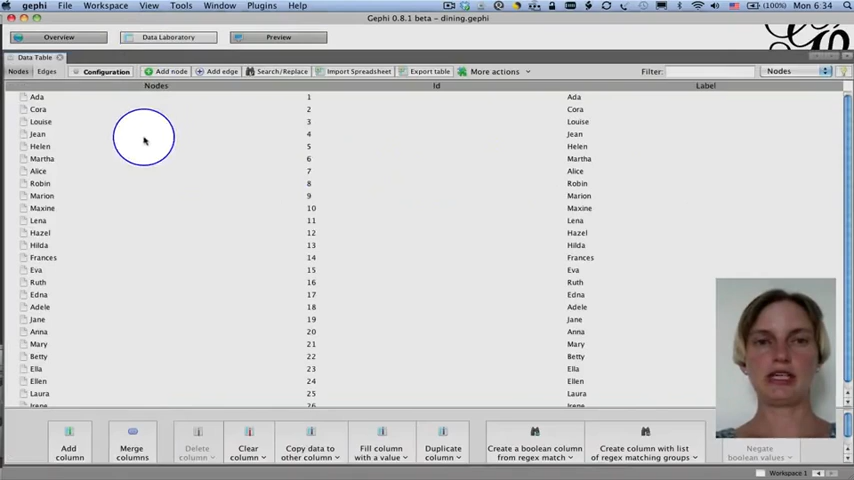 gephi File Workspace View Tools Window Plugins Help (100%) Mon 6:34
Gephi 0.8.1 beta - dining.gephi
Overview Data Laboratory Preview
Data Table
Nodes Edges Configuration Add node Add edge Search/Replace Import Spreadsheet Export table More actions Filter: Nodes
Nodes Id Label
Ada 1 Ada
Cora 2 Cora
Louise 3 Louise
Jean 4 Jean
Helen 5 Helen
Martha 6 Martha
Alice 7 Alice
Robin 8 Robin
Marion 9 Marion
Maxine 10 Maxine
Lena 11 Lena
Hazel 12 Hazel
Hilda 13 Hilda
Frances 14 Frances
Eva 15 Eva
Ruth 16 Ruth
Edna 17 Edna
Adele 18 Adele
Jane 19 Jane
Anna 20 Anna
Mary 21 Mary
Betty 22 Betty
Ella 23 Ella
Ellen 24 Ellen
Laura 25 Laura
Irene 26 Irene
Add Merge Delete Clear Copy data to Fill column Duplicate Create a boolean column Create column with list Negate
column columns column column other column with a value column from regex match of regex matching groups boolean values
Workspace 1